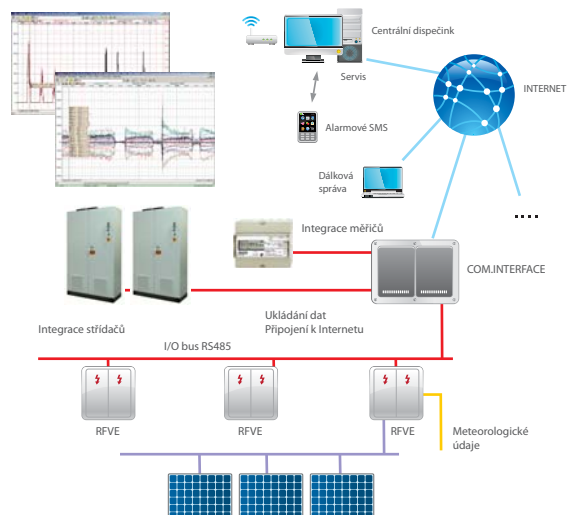 Centrální dispečink
Servis
INTERNET
Alarmové SMS
Dálková
správa
....
Integrace měřičů
COM.INTERFACE
Integrace střídačů
Ukládání dat
Připojení k Internetu
I/O bus RS485
RFVE
RFVE
RFVE
Meteorologické
údaje